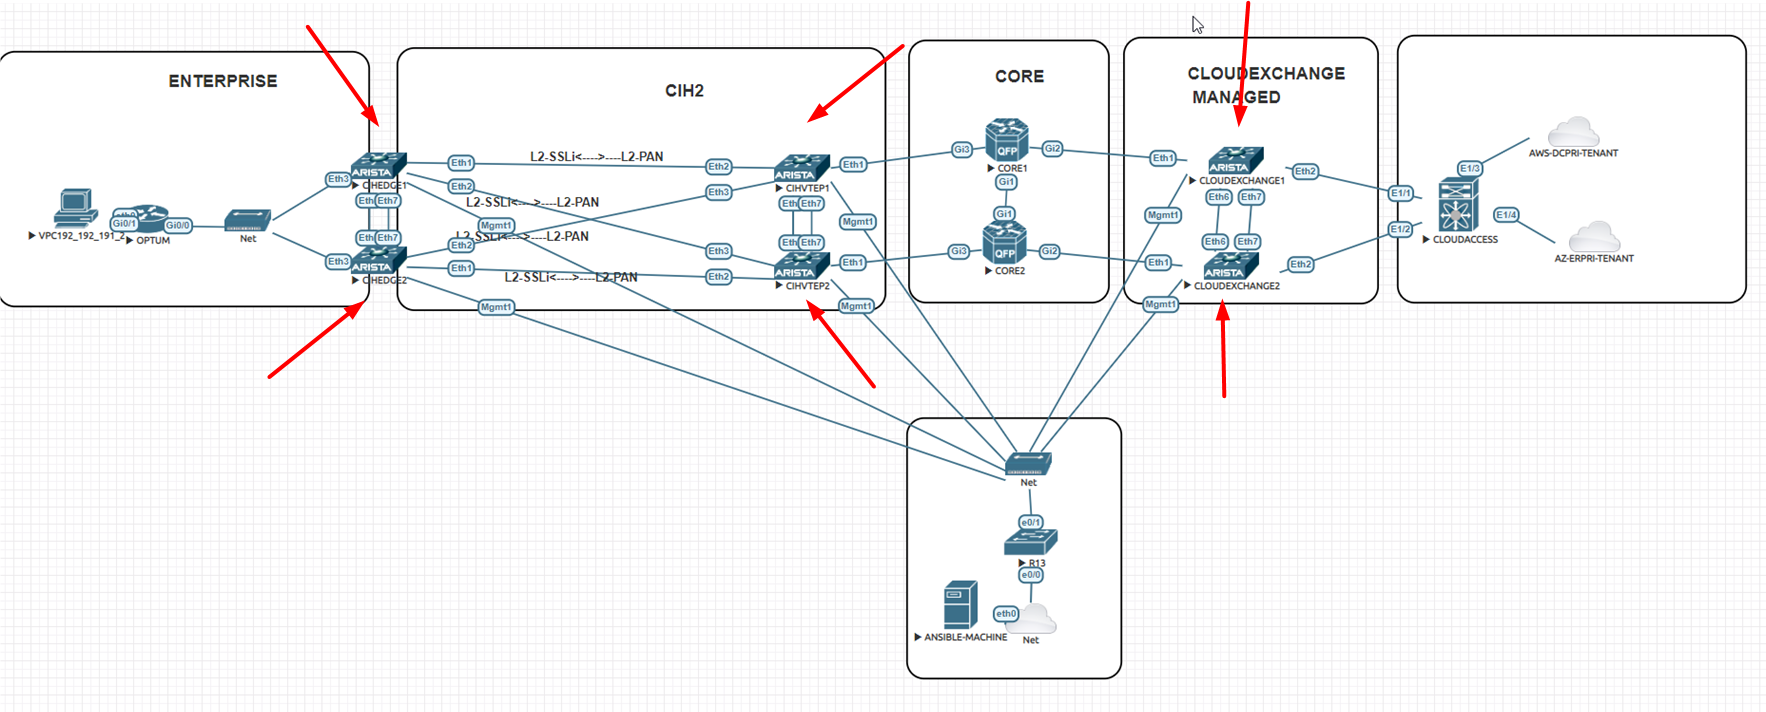 ENTERPRISE
CIH2
CORE
CLOUDEXCHANGE
MANAGED
Eth3
ARISTA
CIHEDGE1
Eth7
Eth7
Eth3
ARISTA
CIHEDGE2
VPC192_192_191_2
Gi0/1
OPTUM
Gi0/0
Net
Eth1
L2-SSLi<---->----L2-PAN
Eth2
Eth2
L2-SSLi<---->----L2-PAN
Eth3
Mgmt1
L2-SSLi<---->----L2-PAN
Eth2
Eth3
Eth1
L2-SSLi<---->----L2-PAN
Eth2
Mgmt1
ARISTA
CIHVTEP1
Eth1
Eth7
Mgmt1
Eth7
ARISTA
CIHVTEP2
Eth1
Mgmt1
Gi3
QFP
Gi2
CORE1
Gi1
Gi1
Gi3
QFP
Gi2
CORE2
Eth1
ARISTA
CLOUDEXCHANGE1
Eth2
Eth6
Eth7
Mgmt1
Eth6
Eth7
Eth1
ARISTA
CLOUDEXCHANGE2
Eth2
Mgmt1
E1/1
E1/2
E1/3
E1/4
CLOUDACCESS
AWS-DCPRI-TENANT
AZ-ERPRI-TENANT
Net
e0/1
R13
e0/0
eth0
ANSIBLE-MACHINE
Net